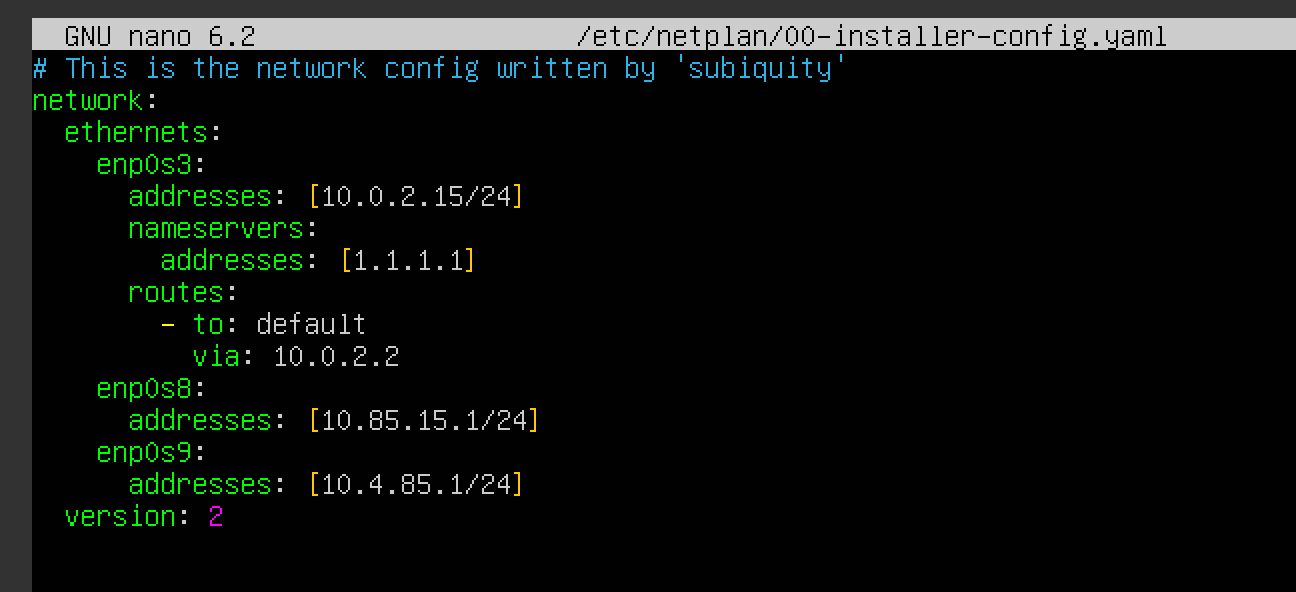 GNU nano 6.2 /etc/netplan/00-installer-config.yaml
# This is the network config written by 'subiquity'
network:
  ethernets:
    enp0s3:
      addresses: [10.0.2.15/24]
      nameservers:
        addresses: [1.1.1.1]
      routes:
        - to: default
          via: 10.0.2.2
    enp0s8:
      addresses: [10.85.15.1/24]
    enp0s9:
      addresses: [10.4.85.1/24]
  version: 2